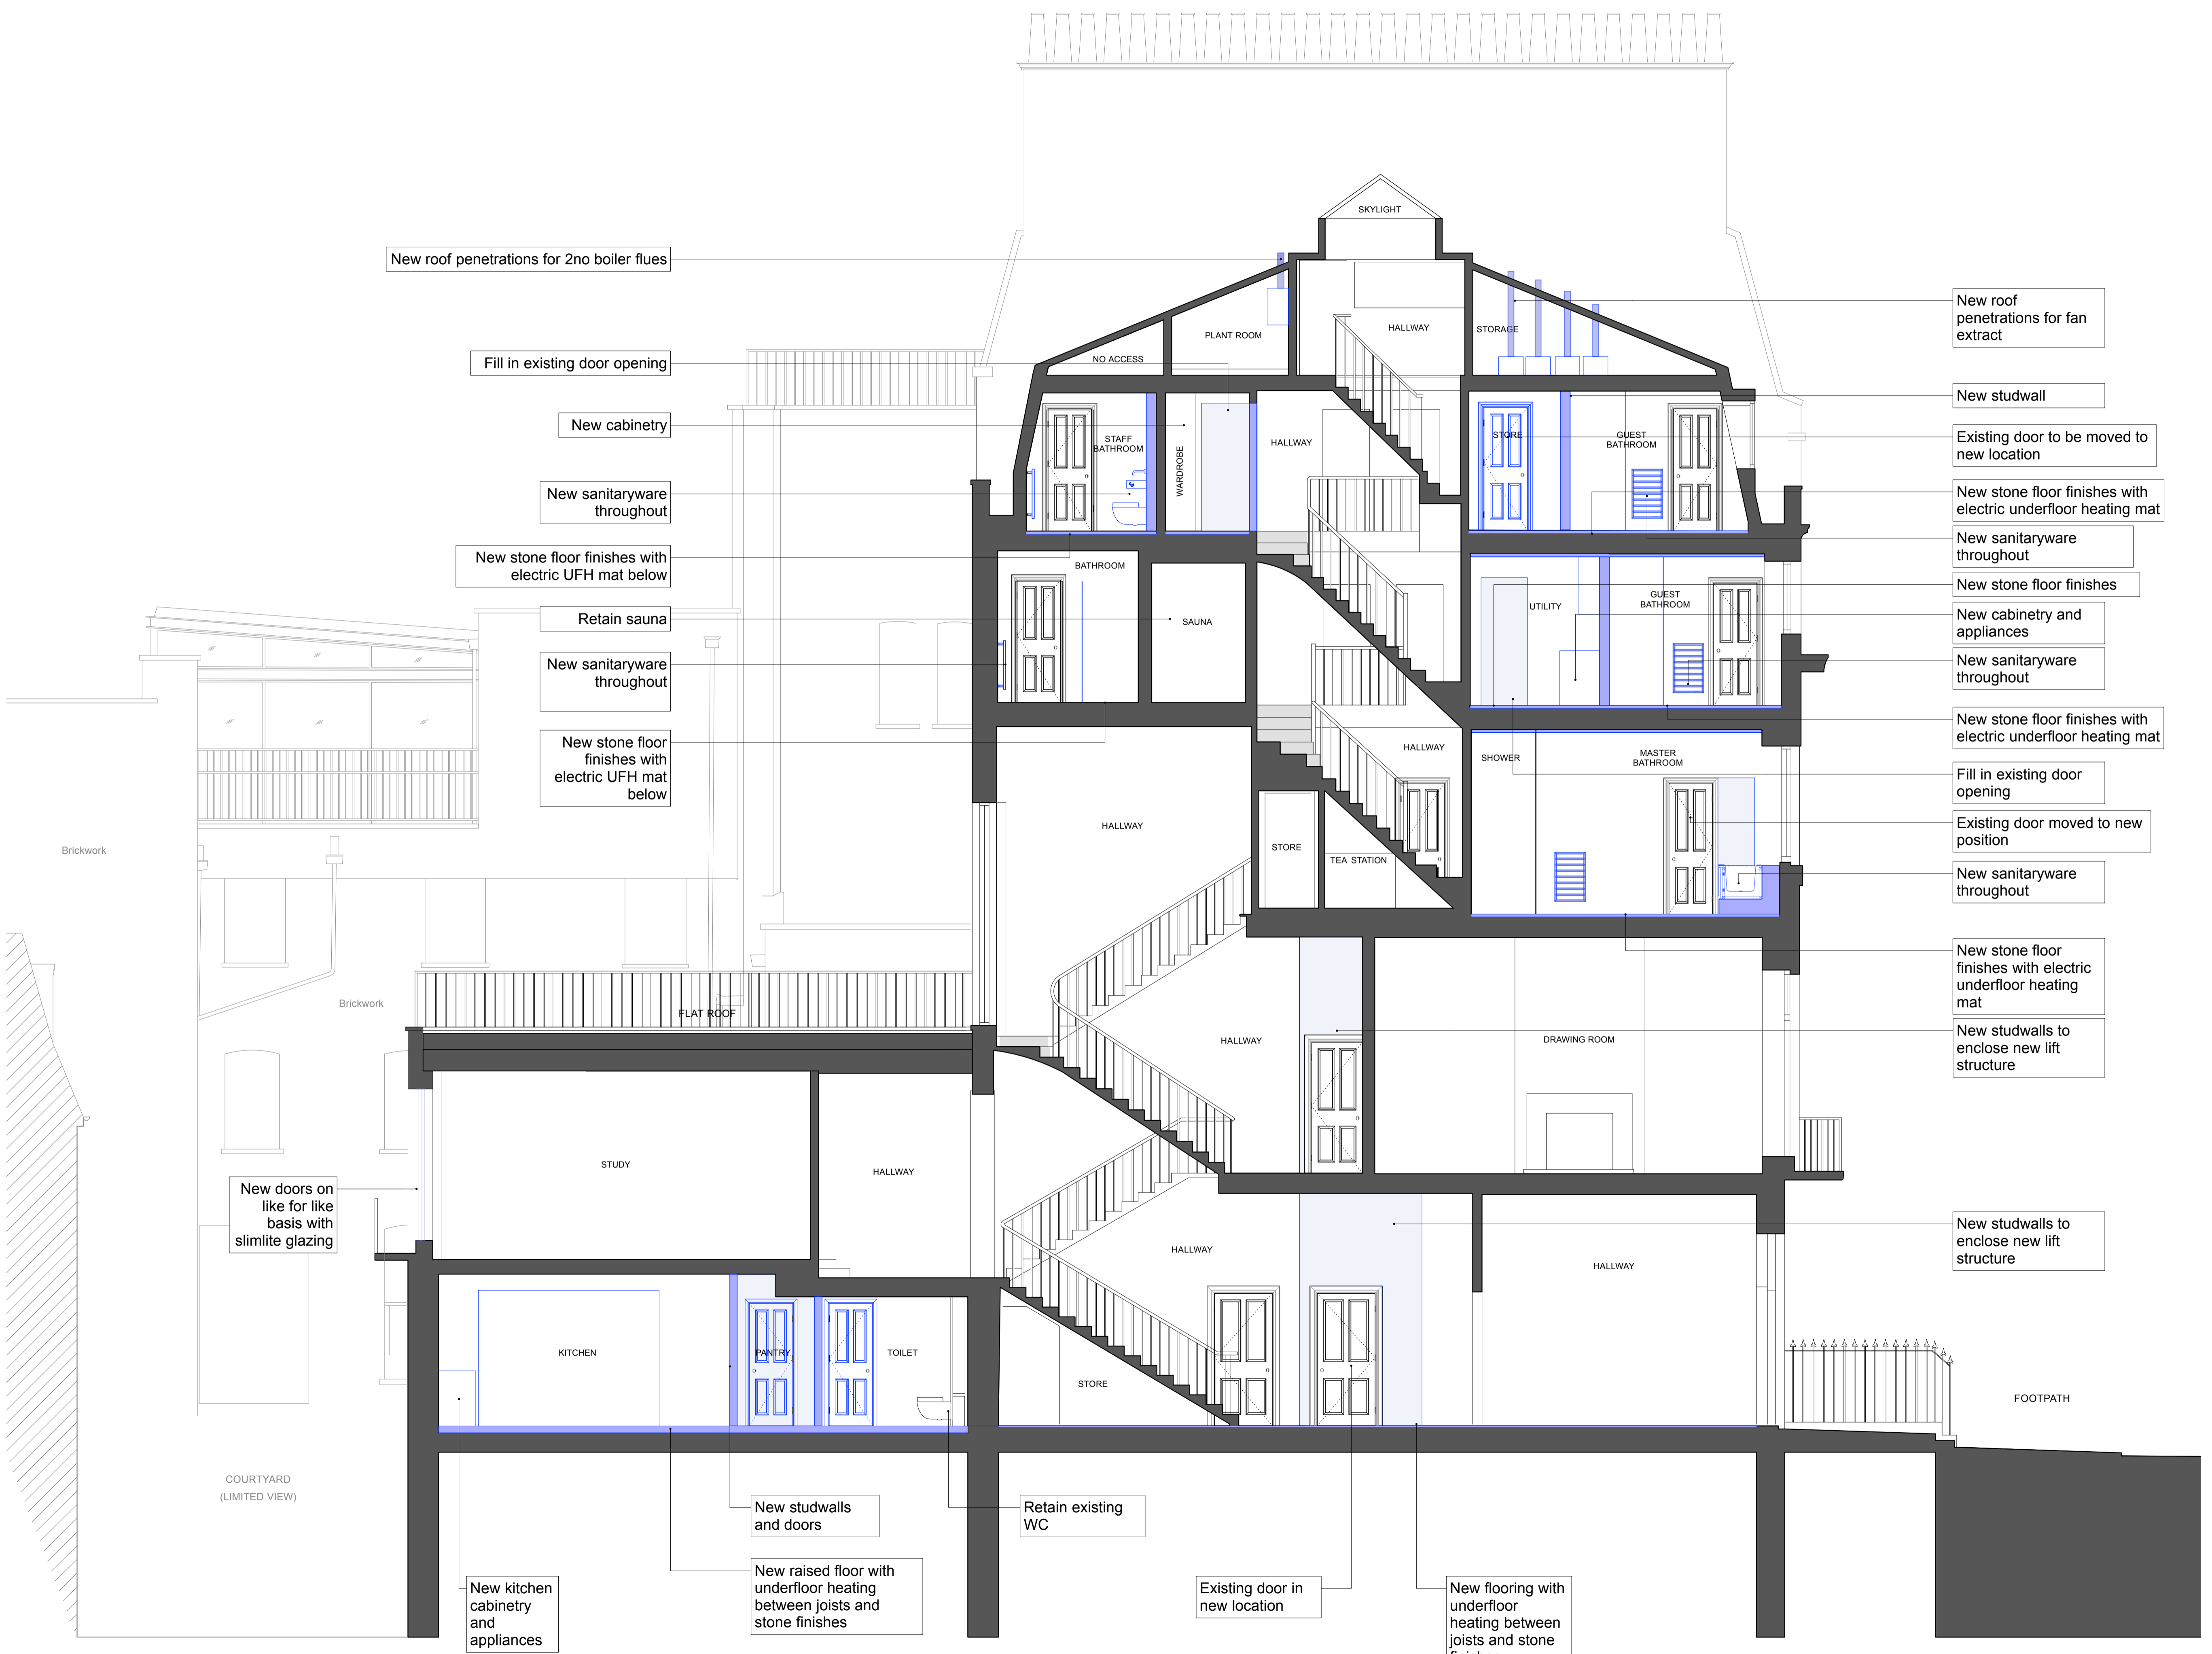 SKYLIGHT
New roof penetrations for 2no boiler flues
New roof
penetrations for fan
extract
PLANT ROOM
HALLWAY
STORAGE
NO ACCESS
Fill in existing door opening
New studwall
New cabinetry
STAFF
BATHROOM
WARDROBE
HALLWAY
STORE
GUEST
BATHROOM
Existing door to be moved to
new location
New sanitaryware
throughout
New stone floor finishes with
electric underfloor heating mat
New stone floor finishes with
electric UFH mat below
New sanitaryware
throughout
BATHROOM
New stone floor finishes
Retain sauna
SAUNA
UTILITY
GUEST
BATHROOM
New cabinetry and
appliances
New sanitaryware
throughout
New sanitaryware
throughout
New stone floor
finishes with
electric UFH mat
below
New stone floor finishes with
electric underfloor heating mat
HALLWAY
SHOWER
MASTER
BATHROOM
Fill in existing door
opening
HALLWAY
STORE
TEA STATION
Existing door moved to new
position
Brickwork
New sanitaryware
throughout
New stone floor
finishes with electric
underfloor heating
mat
Brickwork
FLAT ROOF
HALLWAY
DRAWING ROOM
New studwalls to
enclose new lift
structure
STUDY
HALLWAY
New doors on
like for like
basis with
slimlite glazing
HALLWAY
HALLWAY
New studwalls to
enclose new lift
structure
KITCHEN
PANTRY
TOILET
STORE
FOOTPATH
COURTYARD
(LIMITED VIEW)
New studwalls
and doors
Retain existing
WC
New kitchen
cabinetry
and
appliances
New raised floor with
underfloor heating
between joists and
stone finishes
Existing door in
new location
New flooring with
underfloor
heating between
joists and stone